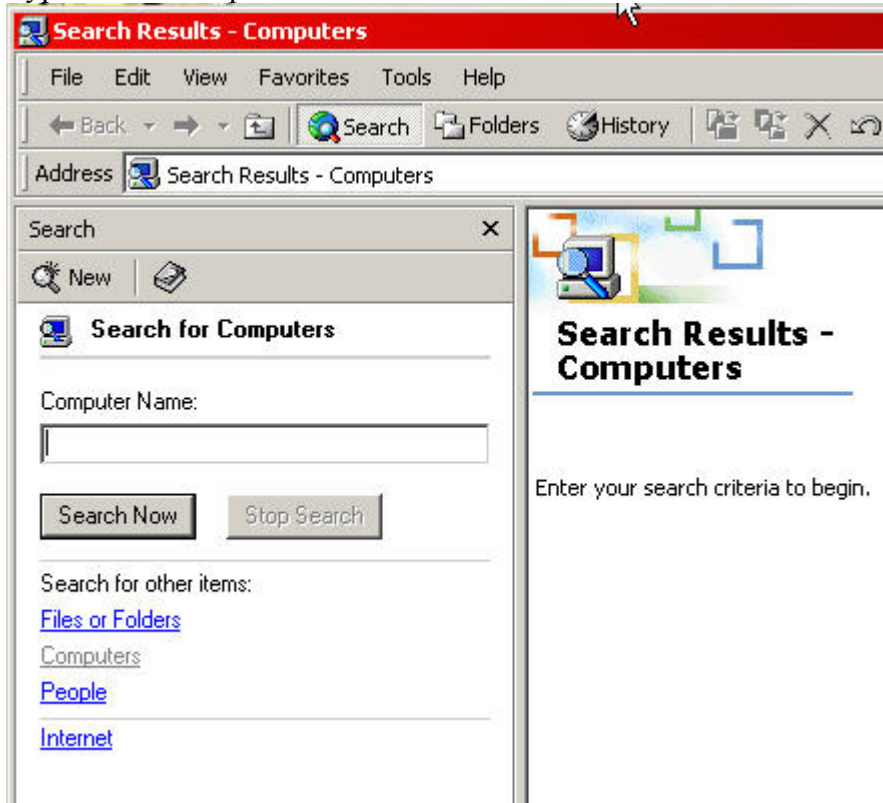 Search Results - Computers
File Edit View Favorites Tools Help
Back Search Folders History
Address Search Results - Computers
Search
New
Search for Computers
Computer Name:
Search Now Stop Search
Search for other items:
Files or Folders
Computers
People
Internet
Search Results -
Computers
Enter your search criteria to begin.